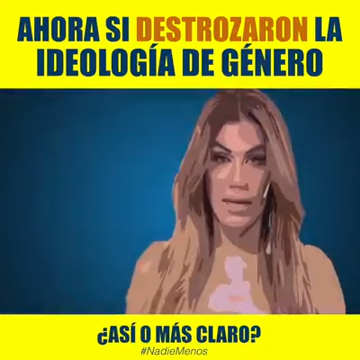 AHORA SI DESTROZARON LA
IDEOLOGÍA DE GÉNERO
¿ASÍ O MÁS CLARO?
#NadieMenos